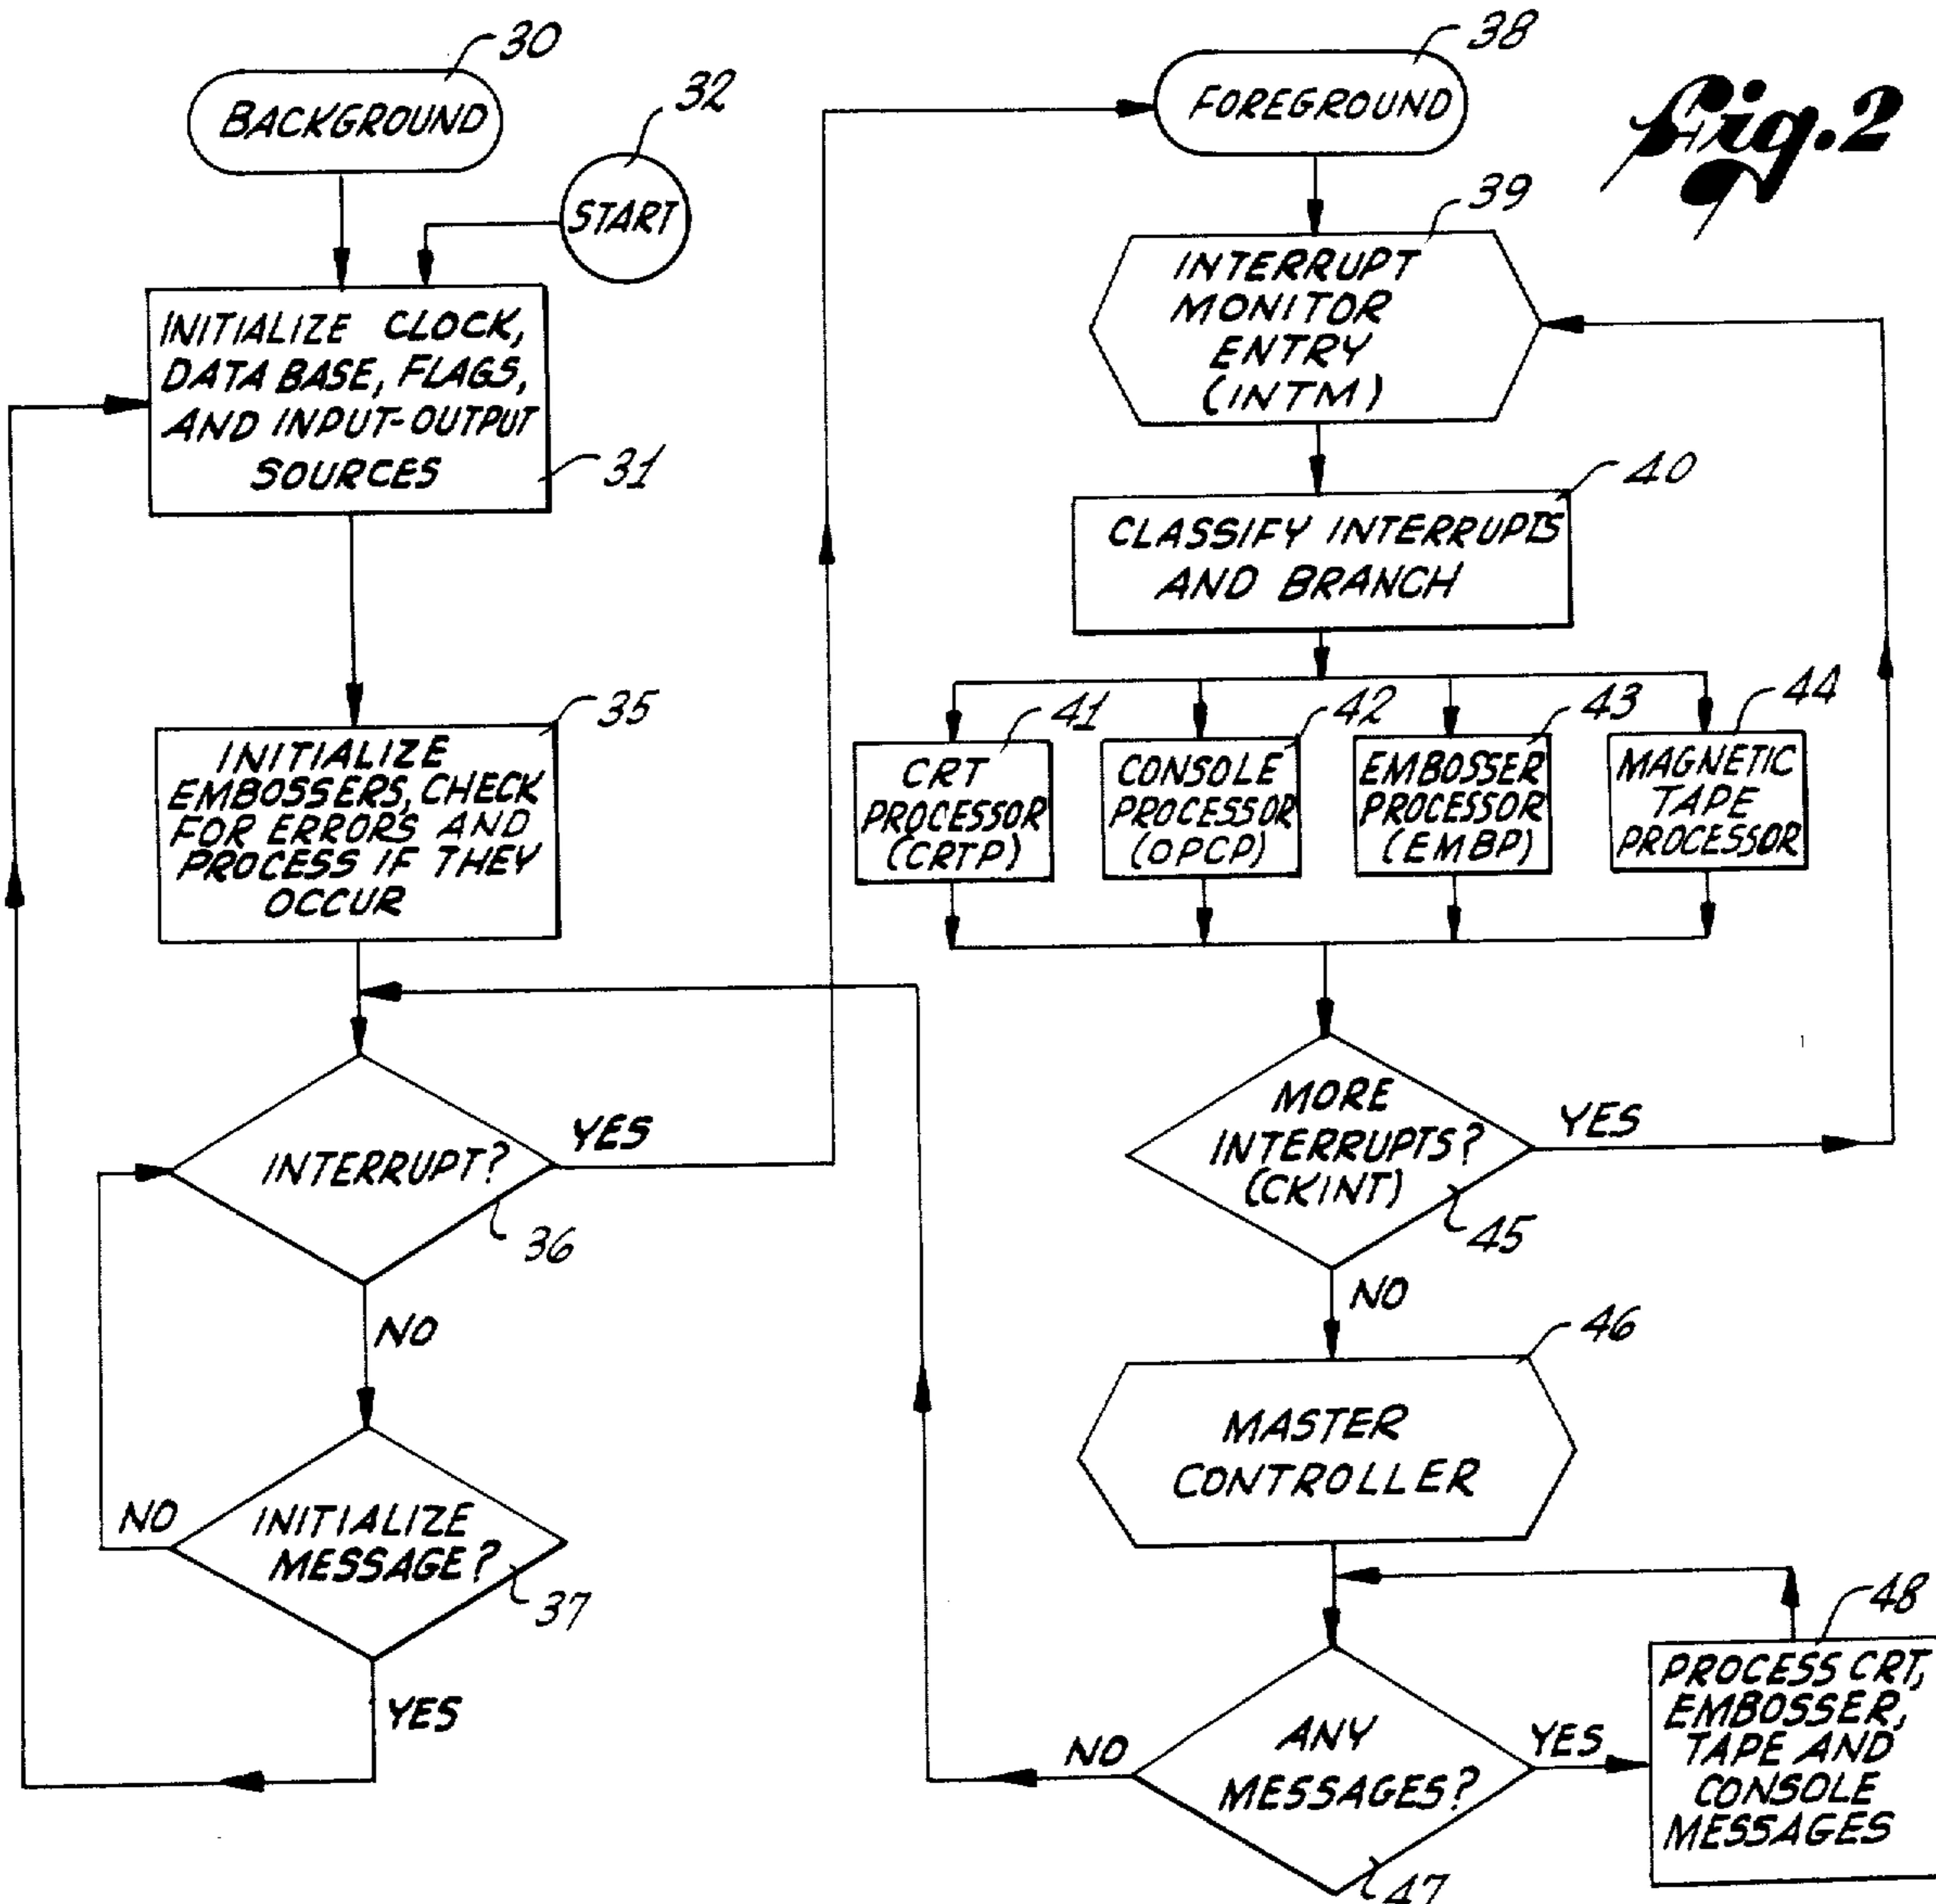 Fig. 2
30
BACKGROUND
32
START
INITIALIZE CLOCK,
DATA BASE, FLAGS,
AND INPUT-OUTPUT
SOURCES
31
35
INITIALIZE
EMBOSSERS, CHECK
FOR ERRORS AND
PROCESS IF THEY
OCCUR
INTERRUPT?
YES
36
NO
INITIALIZE
MESSAGE?
NO
37
YES
38
FOREGROUND
39
INTERRUPT
MONITOR
ENTRY
(INTM)
40
CLASSIFY INTERRUPTS
AND BRANCH
41
CRT
PROCESSOR
(CRTP)
42
CONSOLE
PROCESSOR
(OPCP)
43
EMBOSSER
PROCESSOR
(EMBP)
44
MAGNETIC
TAPE
PROCESSOR
MORE
INTERRUPTS?
(CKINT)
YES
45
NO
46
MASTER
CONTROLLER
ANY
MESSAGES?
NO
YES
47
48
PROCESS CRT,
EMBOSSER,
TAPE AND
CONSOLE
MESSAGES